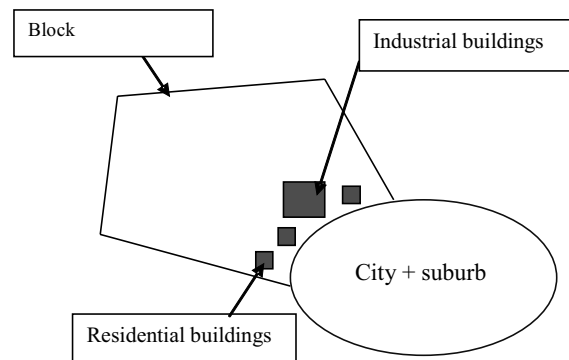 Block
Industrial buildings
City + suburb
Residential buildings